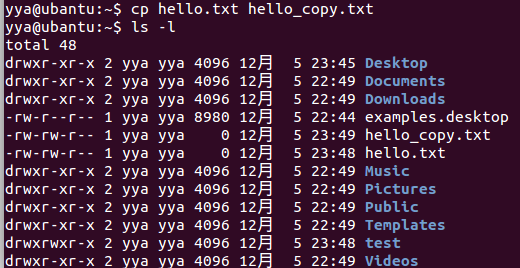 yya@ubantu:~$ cp hello.txt hello_copy.txt
yya@ubantu:~$ ls -l
total 48
drwxr-xr-x 2 yya yya 4096 12月  5 23:45 Desktop
drwxr-xr-x 2 yya yya 4096 12月  5 22:49 Documents
drwxr-xr-x 2 yya yya 4096 12月  5 22:49 Downloads
-rw-r--r-- 1 yya yya 8980 12月  5 22:44 examples.desktop
-rw-rw-r-- 1 yya yya    0 12月  5 23:49 hello_copy.txt
-rw-rw-r-- 1 yya yya    0 12月  5 23:48 hello.txt
drwxr-xr-x 2 yya yya 4096 12月  5 22:49 Music
drwxr-xr-x 2 yya yya 4096 12月  5 22:49 Pictures
drwxr-xr-x 2 yya yya 4096 12月  5 22:49 Public
drwxr-xr-x 2 yya yya 4096 12月  5 22:49 Templates
drwxrwxr-x 2 yya yya 4096 12月  5 23:48 test
drwxr-xr-x 2 yya yya 4096 12月  5 22:49 Videos